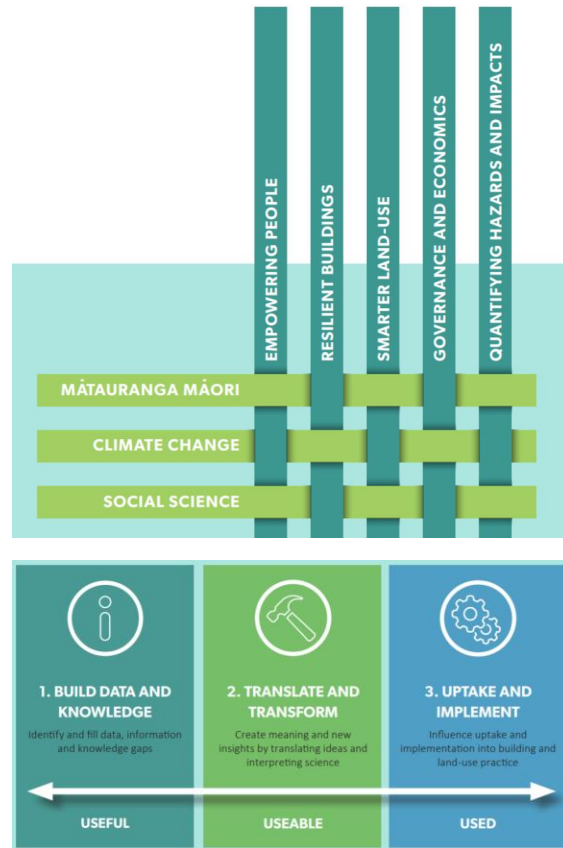 EMPOWERING PEOPLE
RESILIENT BUILDINGS
SMARTER LAND-USE
GOVERNANCE AND ECONOMICS
QUANTIFYING HAZARDS AND IMPACTS
MĀTAURANGA MĀORI
CLIMATE CHANGE
SOCIAL SCIENCE
1. BUILD DATA AND
KNOWLEDGE
Identify and fill data, information
and knowledge gaps
USEFUL
2. TRANSLATE AND
TRANSFORM
Create meaning and new
insights by translating ideas and
interpreting science
USEABLE
3. UPTAKE AND
IMPLEMENT
Influence uptake and
implementation into building and
land-use practice
USED